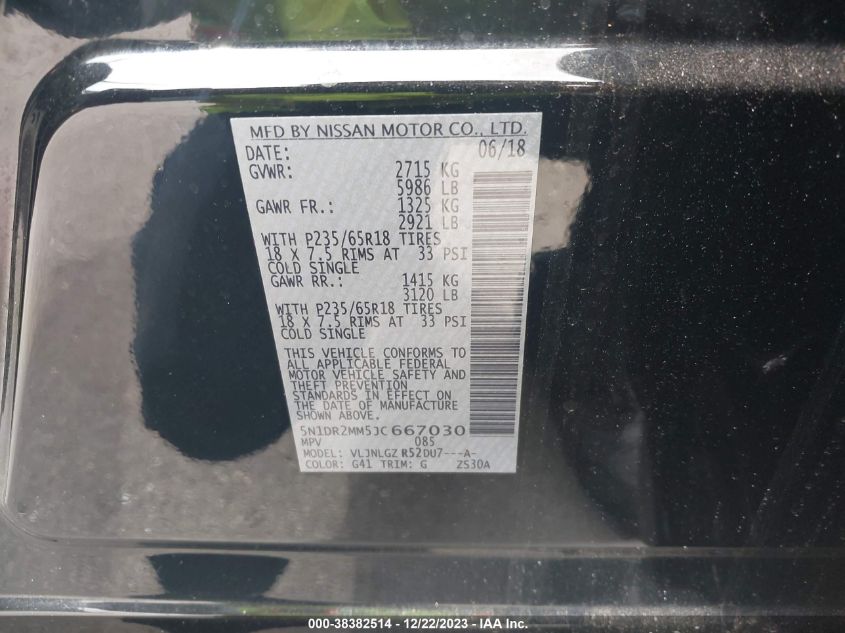 MFD BY NISSAN MOTOR CO., LTD.
DATE: 06/18
GVWR: 2715 KG
5986 LB
GAWR FR.: 1325 KG
2921 LB
WITH P235/65R18 TIRES
18 X 7.5 RIMS AT 33 PSI
COLD SINGLE
GAWR RR.: 1415 KG
3120 LB
WITH P235/65R18 TIRES
18 X 7.5 RIMS AT 33 PSI
COLD SINGLE
THIS VEHICLE CONFORMS TO
ALL APPLICABLE FEDERAL
MOTOR VEHICLE SAFETY AND
THEFT PREVENTION
STANDARDS IN EFFECT ON
THE DATE OF MANUFACTURE
SHOWN ABOVE.
5N1DR2MM5JC667030
MPV 085
MODEL: VLJNLGZ R52DU7---A-
COLOR: G41 TRIM: G ZS30A
000-38382514 - 12/22/2023 - IAA Inc.